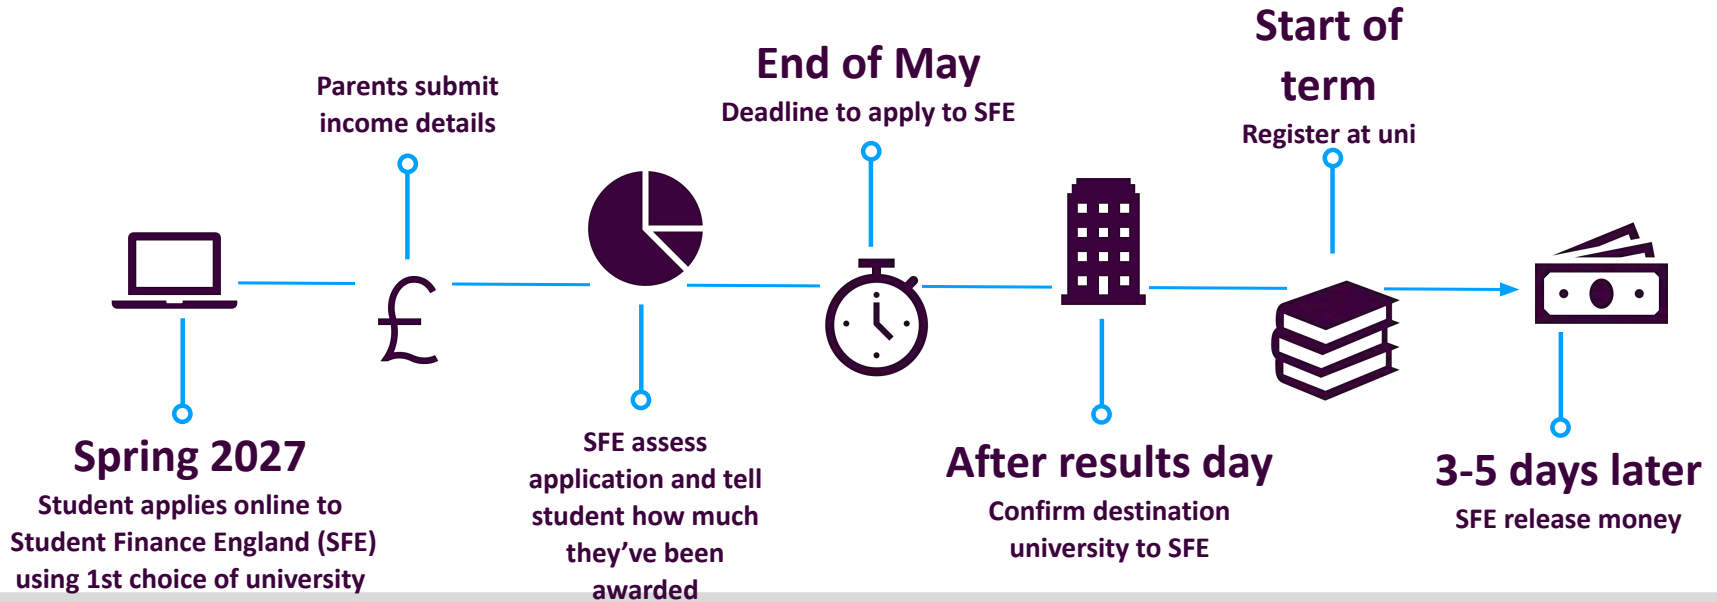 Spring 2027
Student applies online to
Student Finance England (SFE)
using 1st choice of university
Parents submit
income details
£
SFE assess
application and tell
student how much
they’ve been
awarded
End of May
Deadline to apply to SFE
After results day
Confirm destination
university to SFE
Start of
term
Register at uni
3-5 days later
SFE release money